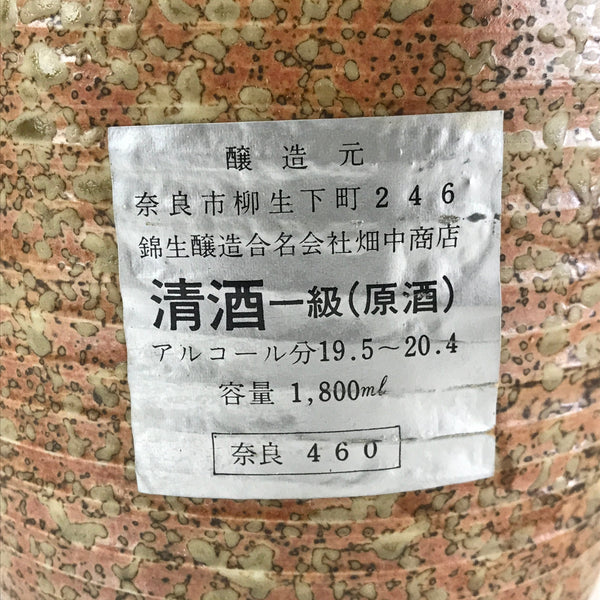 醸造元
奈良市柳生下町246
錦生醸造合名会社畑中商店
清酒一級(原酒)
アルコール分19.5〜20.4
容量 1,800ml
奈良 460